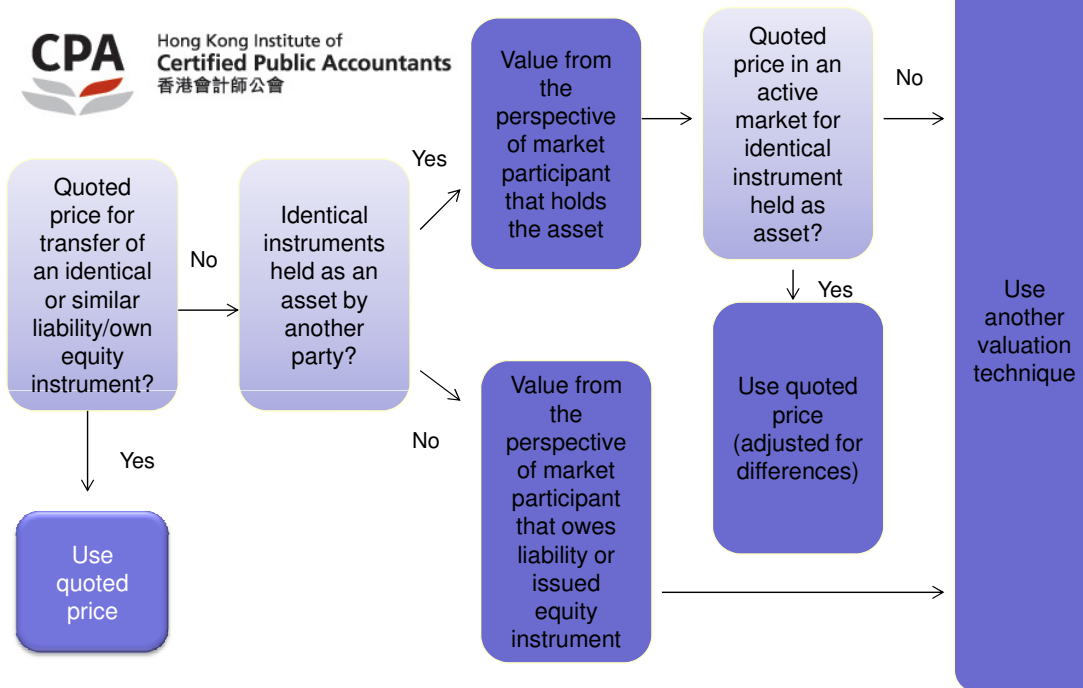 CPA
Hong Kong Institute of
Certified Public Accountants
香港會計師公會
Quoted
price for
transfer of
an identical
or similar
liability/own
equity
instrument?
No
Yes
Use
quoted
price
Identical
instruments
held as an
asset by
another
party?
Yes
No
Value from
the
perspective
of market
participant
that holds
the asset
Value from
the
perspective
of market
participant
that owes
liability or
issued
equity
instrument
Quoted
price in an
active
market for
identical
instrument
held as
asset?
No
Yes
Use quoted
price
(adjusted for
differences)
Use
another
valuation
technique